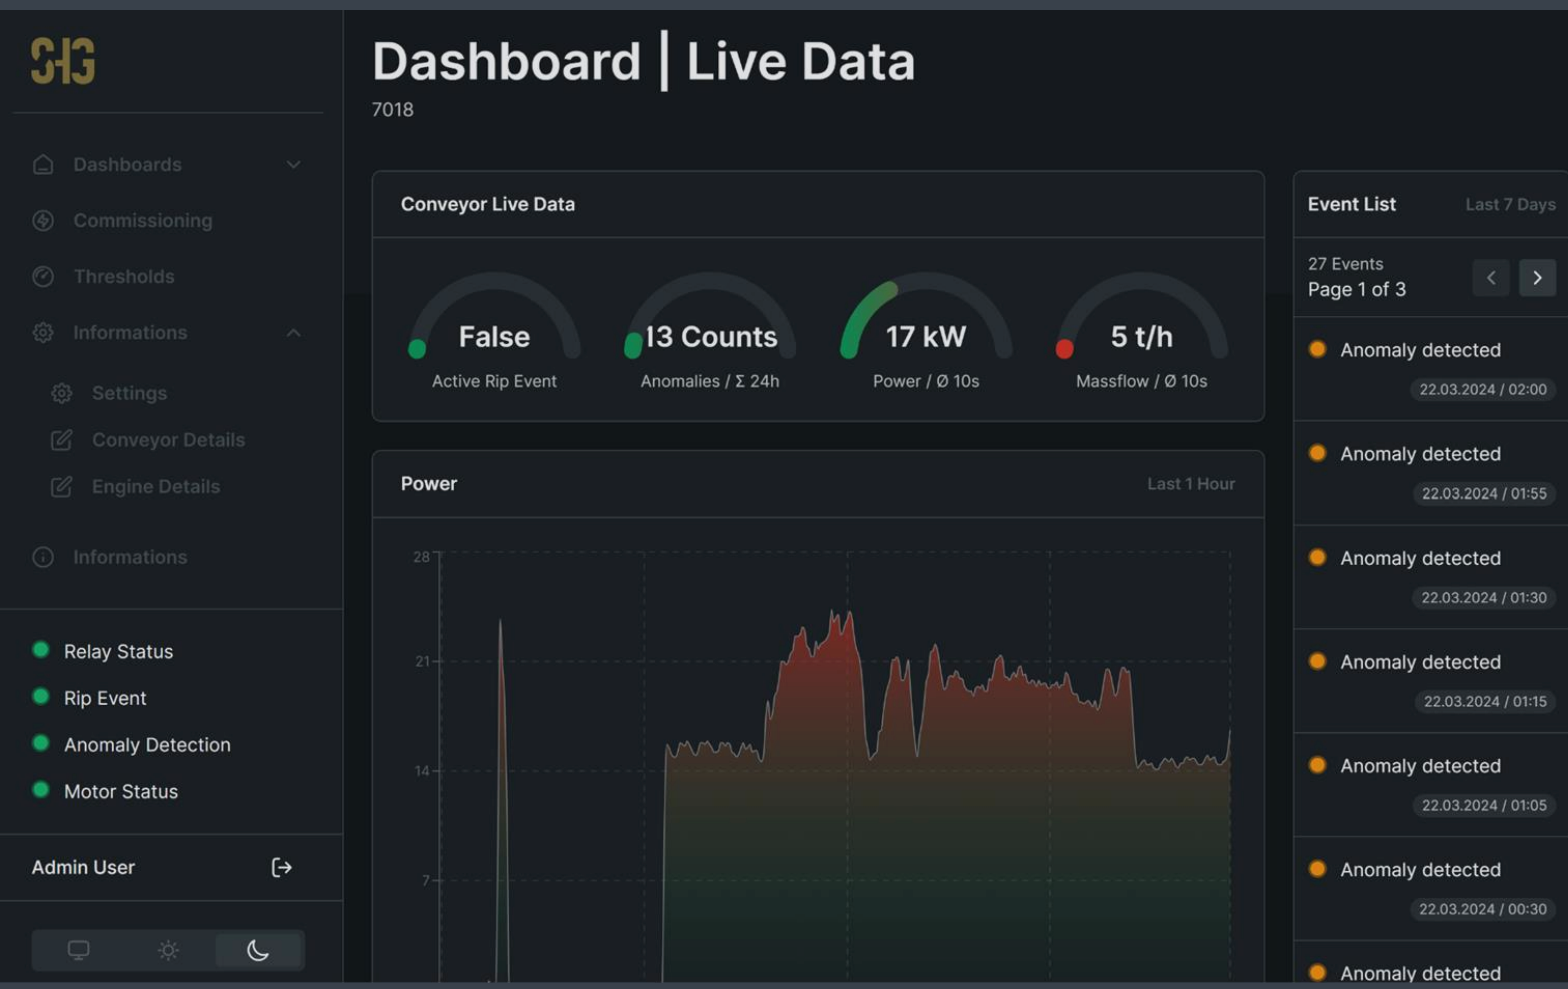 SHG
Dashboards
Commissioning
Thresholds
Informations
Settings
Conveyor Details
Engine Details
Informations
Relay Status
Rip Event
Anomaly Detection
Motor Status
Admin User
Dashboard | Live Data
7018
Conveyor Live Data
False
Active Rip Event
13 Counts
Anomalies / Σ 24h
17 kW
Power / Ø 10s
5 t/h
Massflow / Ø 10s
Power
Last 1 Hour
28
21
14
7
Event List
Last 7 Days
27 Events
Page 1 of 3
Anomaly detected
22.03.2024 / 02:00
Anomaly detected
22.03.2024 / 01:55
Anomaly detected
22.03.2024 / 01:30
Anomaly detected
22.03.2024 / 01:15
Anomaly detected
22.03.2024 / 01:05
Anomaly detected
22.03.2024 / 00:30
Anomaly detected